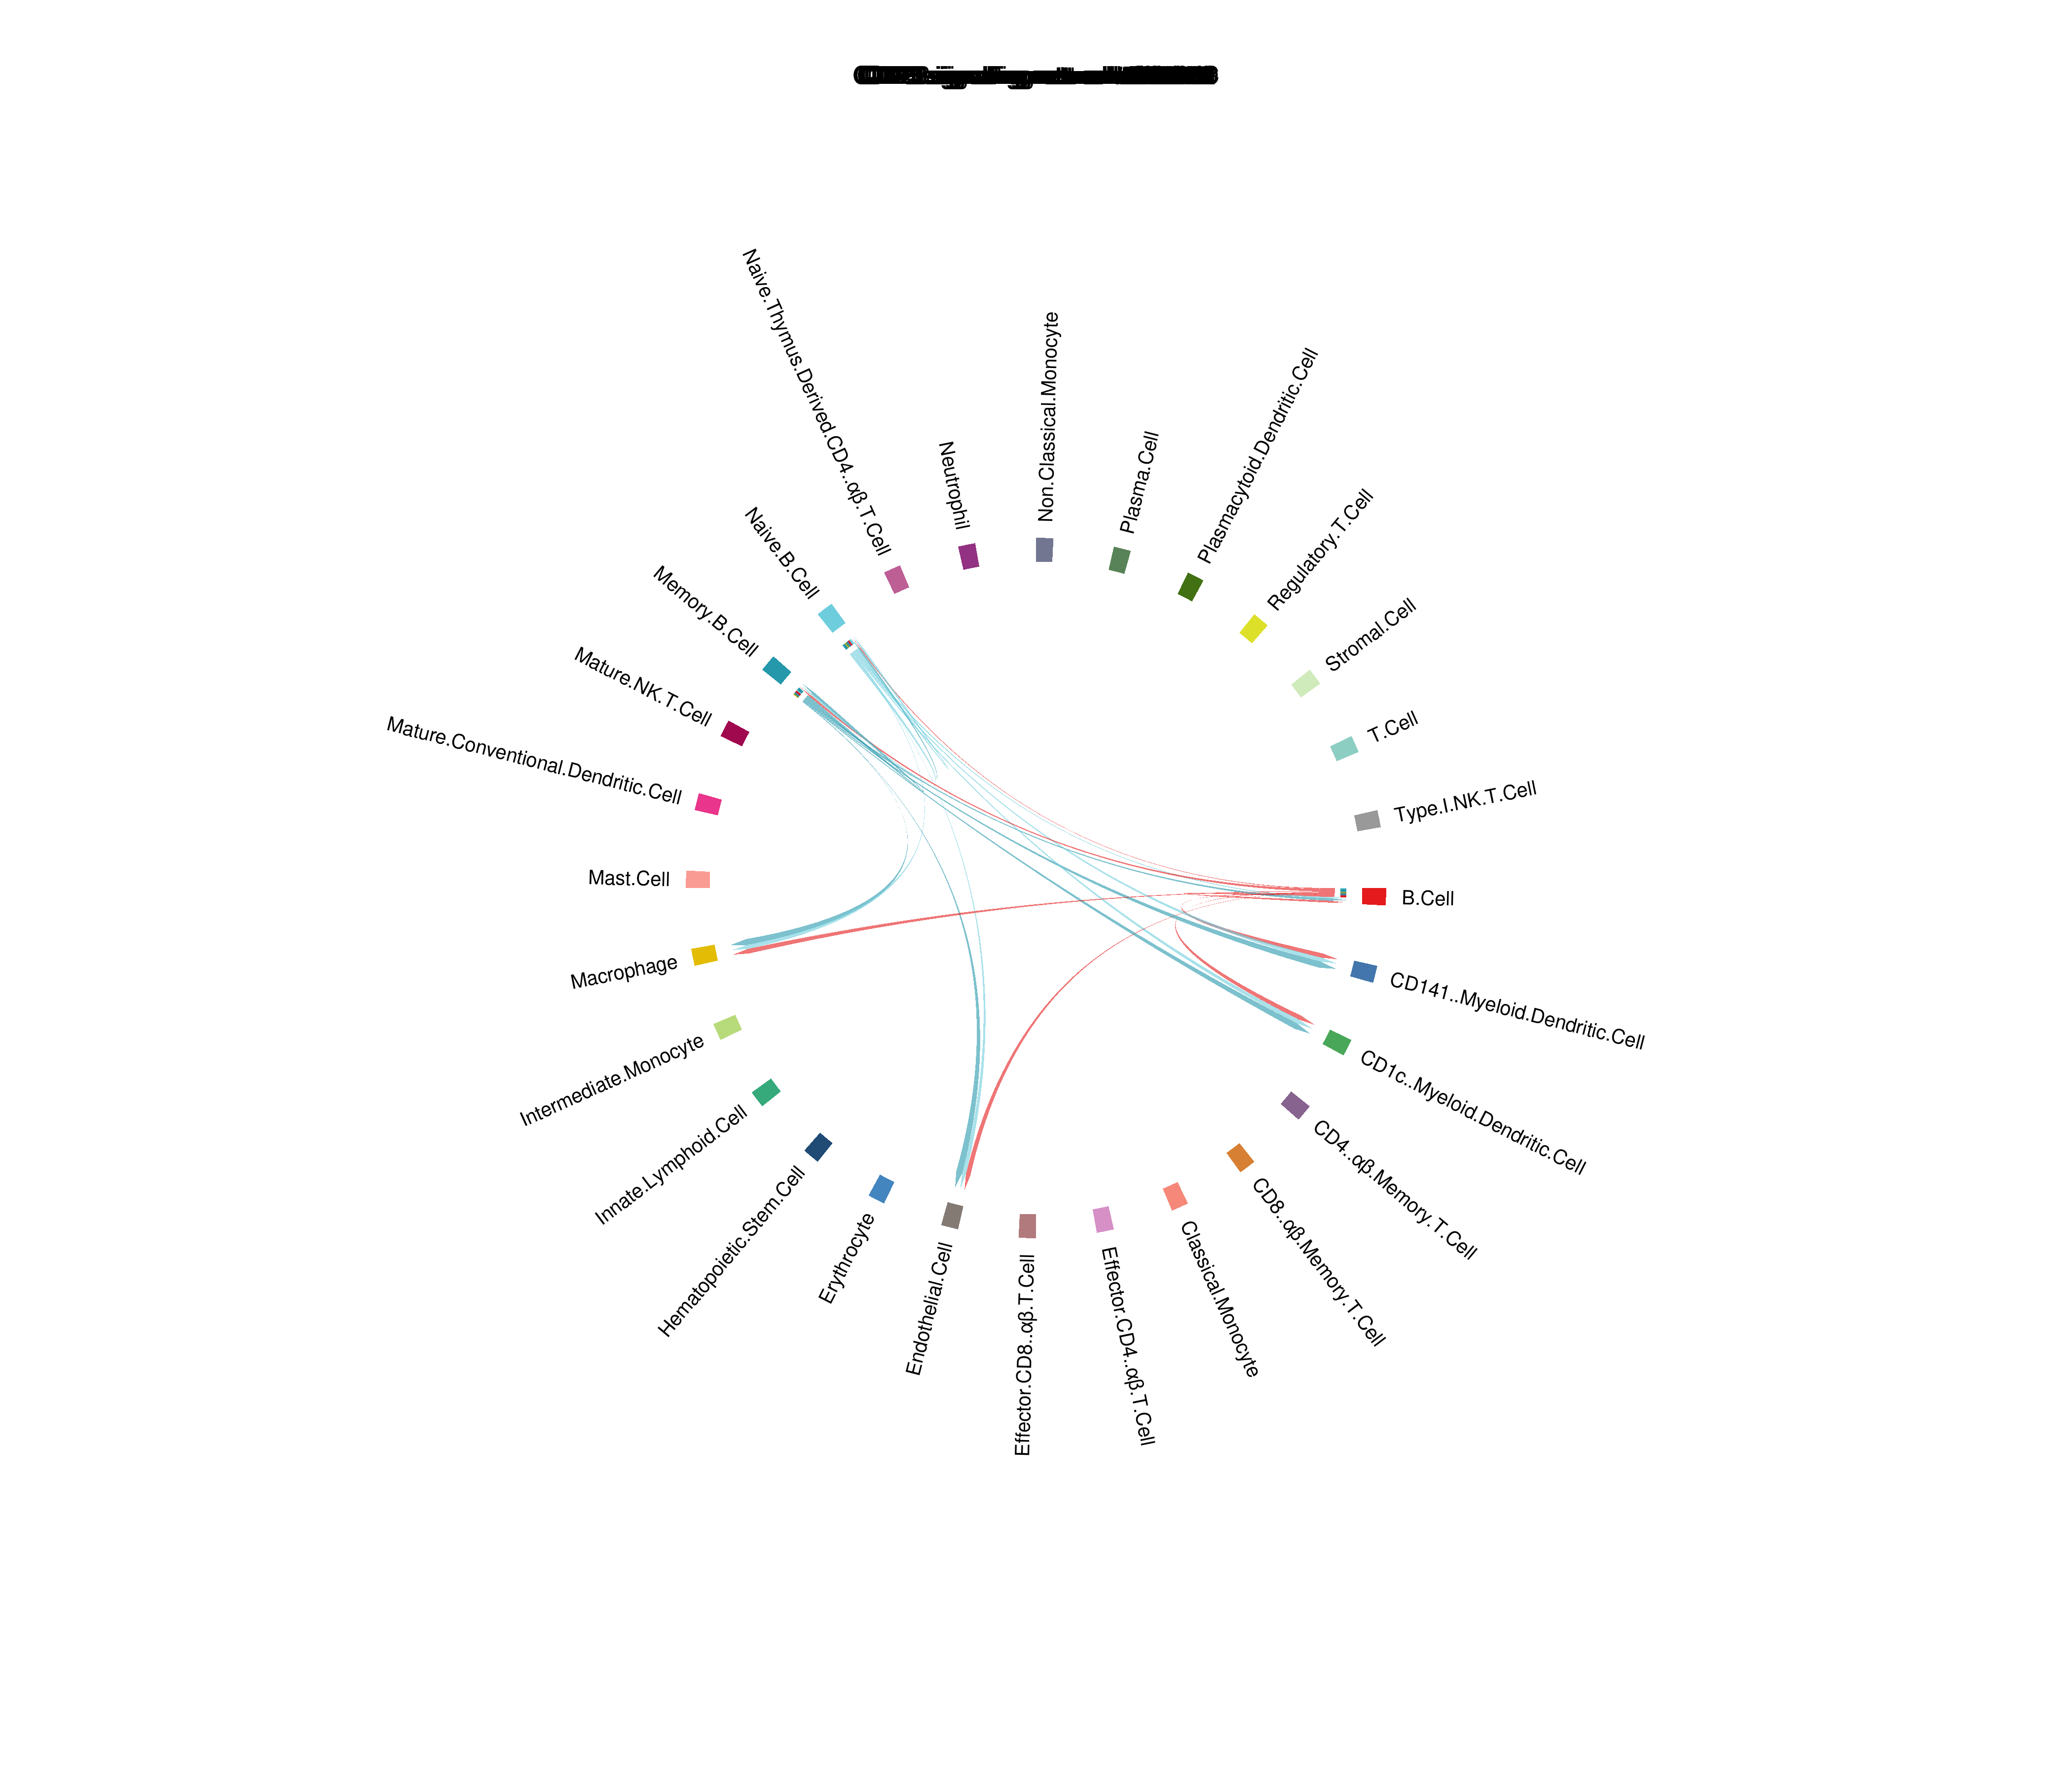 Non.Classical.Monocyte
Plasma.Cell
Plasmacytoid.Dendritic.Cell
Regulatory.T.Cell
Stromal.Cell
T.Cell
Type.I.NK.T.Cell
B.Cell
CD141..Myeloid.Dendritic.Cell
CD1c..Myeloid.Dendritic.Cell
CD4..αβ.Memory.T.Cell
CD8..αβ.Memory.T.Cell
Classical.Monocyte
Effector.CD4..αβ.T.Cell
Effector.CD8..αβ.T.Cell
Endothelial.Cell
Erythrocyte
Hematopoietic.Stem.Cell
Innate.Lymphoid.Cell
Intermediate.Monocyte
Macrophage
Mast.Cell
Mature.Conventional.Dendritic.Cell
Mature.NK.T.Cell
Memory.B.Cell
Naive.B.Cell
Naive.Thymus.Derived.CD4..αβ.T.Cell
Neutrophil